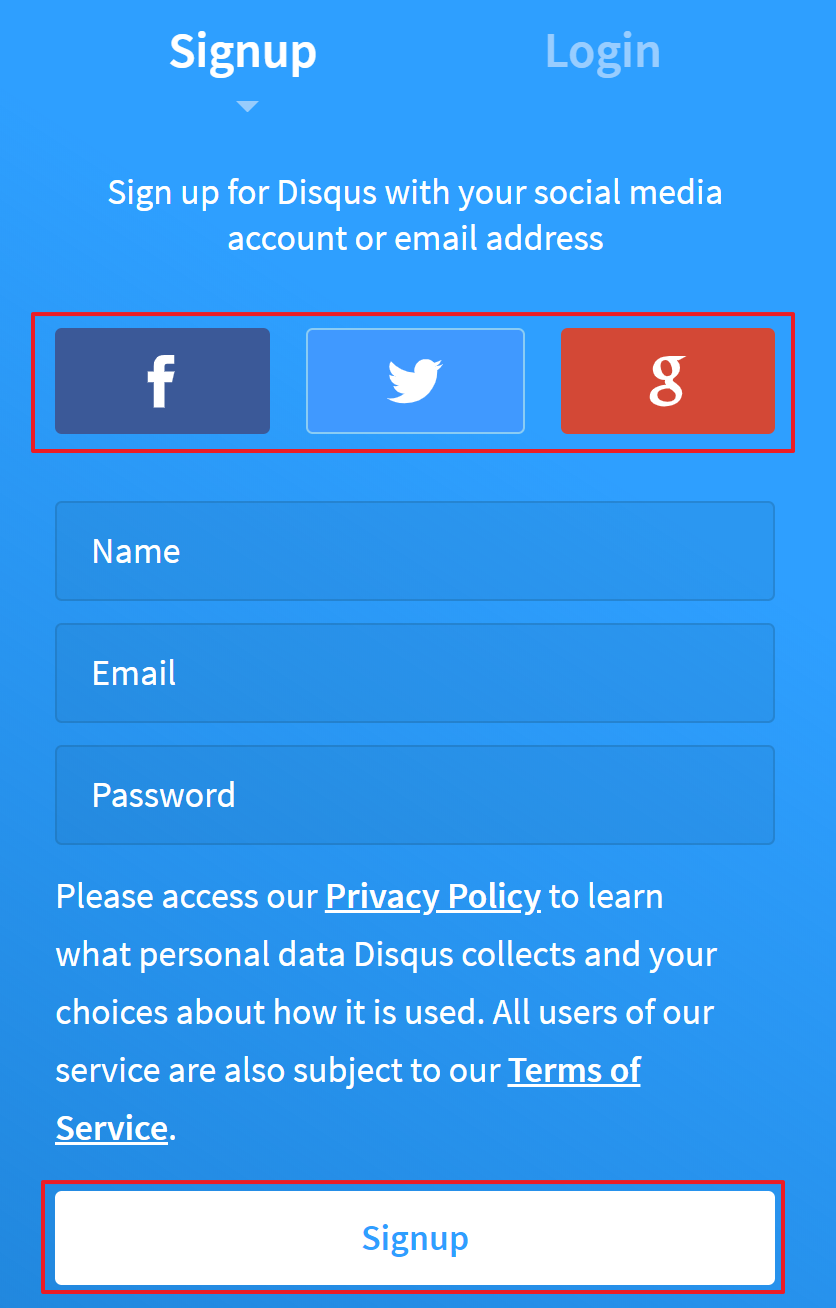 Signup
Login
Sign up for Disqus with your social media
account or email address
f
g
Name
Email
Password
Please access our Privacy Policy to learn
what personal data Disqus collects and your
choices about how it is used. All users of our
service are also subject to our Terms of
Service.
Signup